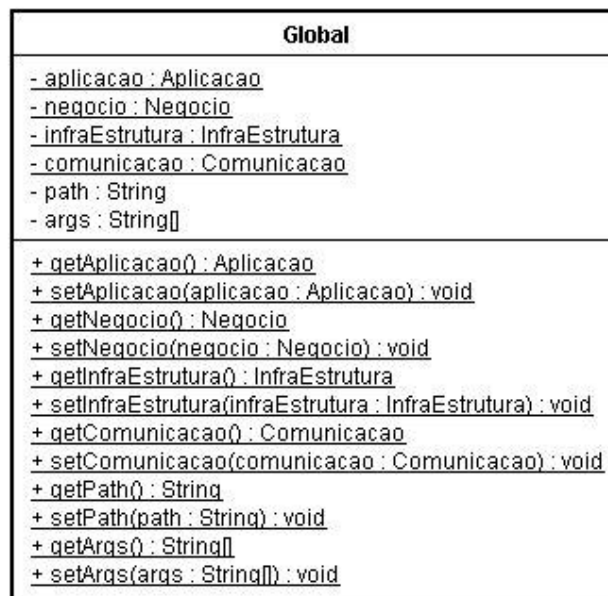 Global
- aplicacao : Aplicacao
- negocio : Negocio
- infraEstrutura : InfraEstrutura
- comunicacao : Comunicacao
- path : String
- args : String[]
+ getAplicacao() : Aplicacao
+ setAplicacao(aplicacao : Aplicacao) : void
+ getNegocio() : Negocio
+ setNegocio(negocio : Negocio) : void
+ getInfraEstrutura() : InfraEstrutura
+ setInfraEstrutura(infraEstrutura : InfraEstrutura) : void
+ getComunicacao() : Comunicacao
+ setComunicacao(comunicacao : Comunicacao) : void
+ getPath() : String
+ setPath(path : String) : void
+ getArgs() : String[]
+ setArgs(args : String[]) : void